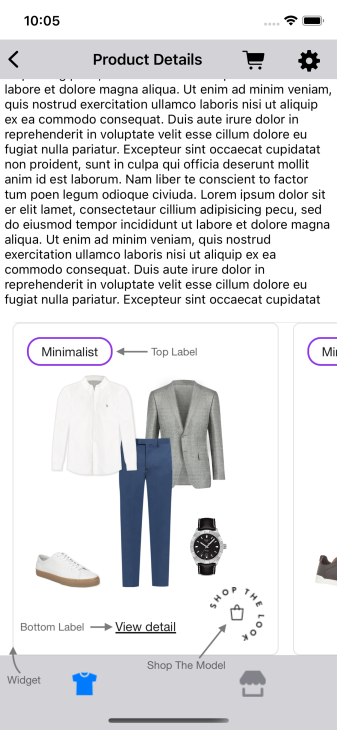 10:05
Product Details
labore et dolore magna aliqua. Ut enim ad minim veniam,
quis nostrud exercitation ullamco laboris nisi ut aliquip
ex ea commodo consequat. Duis aute irure dolor in
reprehenderit in voluptate velit esse cillum dolore eu
fugiat nulla pariatur. Excepteur sint occaecat cupidatat
non proident, sunt in culpa qui officia deserunt mollit
anim id est laborum. Nam liber te conscient to factor
tum poen legum odioque civiuda. Lorem ipsum dolor sit
er elit lamet, consectetaur cillium adipisicing pecu, sed
do eiusmod tempor incididunt ut labore et dolore magna
aliqua. Ut enim ad minim veniam, quis nostrud
exercitation ullamco laboris nisi ut aliquip ex ea
commodo consequat. Duis aute irure dolor in
reprehenderit in voluptate velit esse cillum dolore eu
fugiat nulla pariatur. Excepteur sint occaecat cupidatat
Minimalist
Top Label
SHOP THE LOOK
Bottom Label
View detail
Shop The Model
Widget